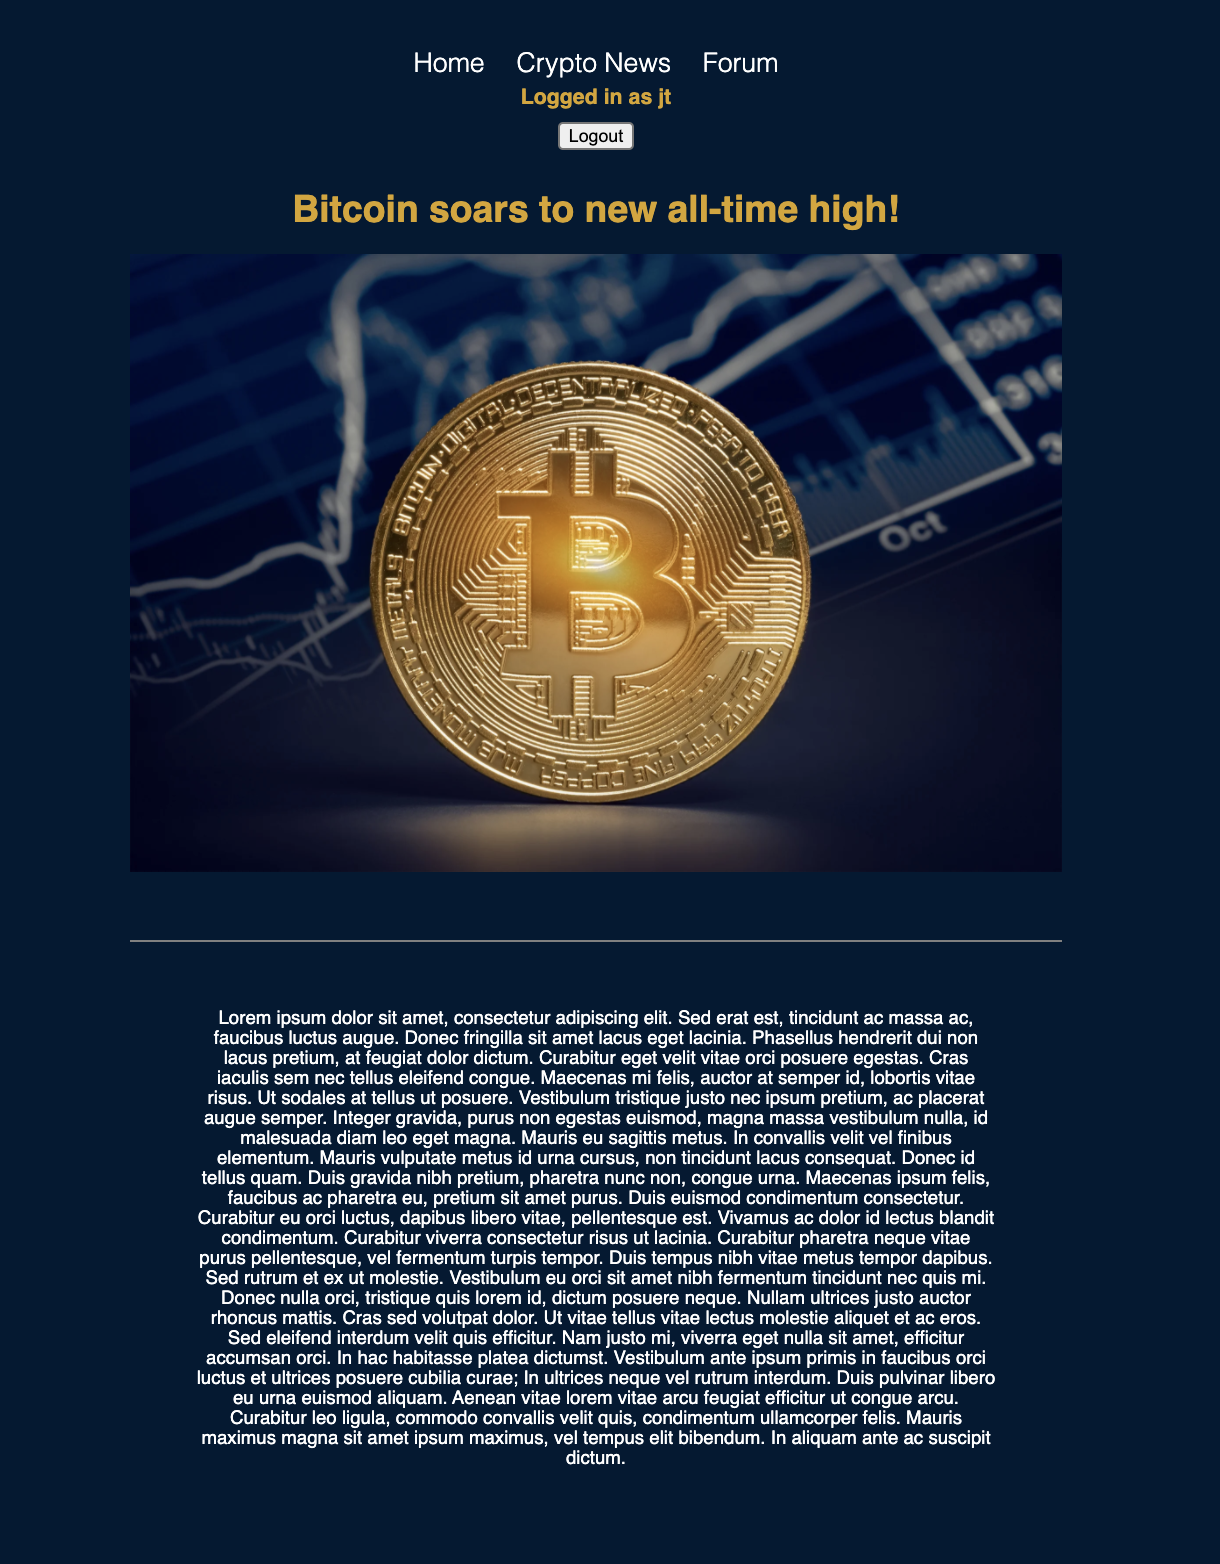 Home Crypto News Forum
Logged in as jt
Logout
Bitcoin soars to new all-time high!
BITCOIN·DIGITAL·DECENTRALIZED PEER TO PEER
Oct
316
MJB MONETARY METALS
COPPER
FINE
999
Lorem ipsum dolor sit amet, consectetur adipiscing elit. Sed erat est, tincidunt ac massa ac,
faucibus luctus augue. Donec fringilla sit amet lacus eget lacinia. Phasellus hendrerit dui non
lacus pretium, at feugiat dolor dictum. Curabitur eget velit vitae orci posuere egestas. Cras
iaculis sem nec tellus eleifend congue. Maecenas mi felis, auctor at semper id, lobortis vitae
risus. Ut sodales at tellus ut posuere. Vestibulum tristique justo nec ipsum pretium, ac placerat
augue semper. Integer gravida, purus non egestas euismod, magna massa vestibulum nulla, id
malesuada diam leo eget magna. Mauris eu sagittis metus. In convallis velit vel finibus
elementum. Mauris vulputate metus id urna cursus, non tincidunt lacus consequat. Donec id
tellus quam. Duis gravida nibh pretium, pharetra nunc non, congue urna. Maecenas ipsum felis,
faucibus ac pharetra eu, pretium sit amet purus. Duis euismod condimentum consectetur.
Curabitur eu orci luctus, dapibus libero vitae, pellentesque est. Vivamus ac dolor id lectus blandit
condimentum. Curabitur viverra consectetur risus ut lacinia. Curabitur pharetra neque vitae
purus pellentesque, vel fermentum turpis tempor. Duis tempus nibh vitae metus tempor dapibus.
Sed rutrum et ex ut molestie. Vestibulum eu orci sit amet nibh fermentum tincidunt nec quis mi.
Donec nulla orci, tristique quis lorem id, dictum posuere neque. Nullam ultrices justo auctor
rhoncus mattis. Cras sed volutpat dolor. Ut vitae tellus vitae lectus molestie aliquet et ac eros.
Sed eleifend interdum velit quis efficitur. Nam justo mi, viverra eget nulla sit amet, efficitur
accumsan orci. In hac habitasse platea dictumst. Vestibulum ante ipsum primis in faucibus orci
luctus et ultrices posuere cubilia curae; In ultrices neque vel rutrum interdum. Duis pulvinar libero
eu urna euismod aliquam. Aenean vitae lorem vitae arcu feugiat efficitur ut congue arcu.
Curabitur leo ligula, commodo convallis velit quis, condimentum ullamcorper felis. Mauris
maximus magna sit amet ipsum maximus, vel tempus elit bibendum. In aliquam ante ac suscipit
dictum.